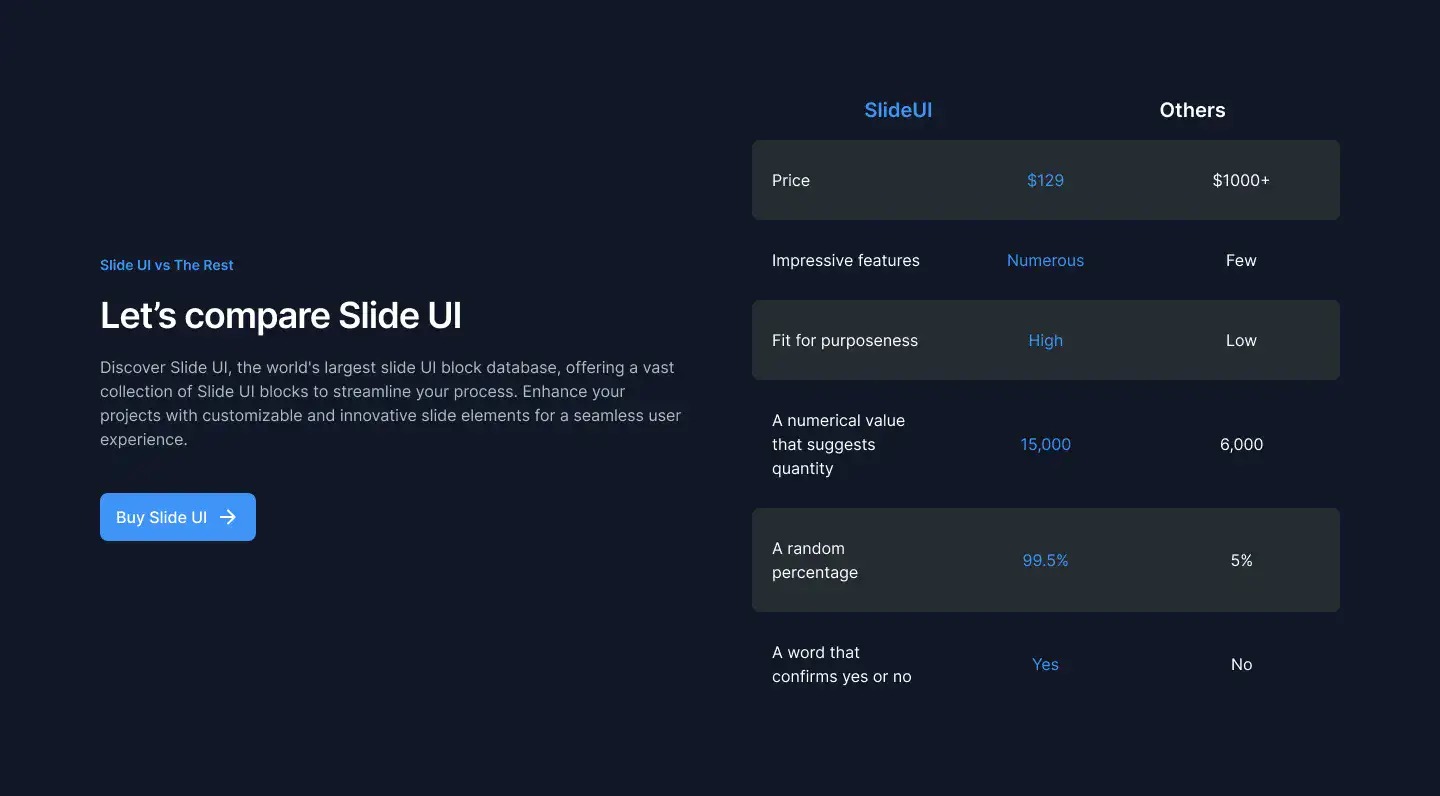 Slide UI vs The Rest
Let’s compare Slide UI
Discover Slide UI, the world's largest slide UI block database, offering a vast
collection of Slide UI blocks to streamline your process. Enhance your
projects with customizable and innovative slide elements for a seamless user
experience.
Buy Slide UI
SlideUI Others
Price $129 $1000+
Impressive features Numerous Few
Fit for purposeness High Low
A numerical value
that suggests 15,000 6,000
quantity
A random
percentage 99.5% 5%
A word that
confirms yes or no Yes No